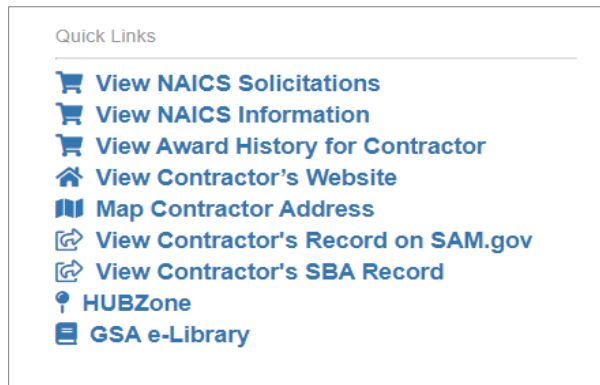 Quick Links
View NAICS Solicitations
View NAICS Information
View Award History for Contractor
View Contractor’s Website
Map Contractor Address
View Contractor's Record on SAM.gov
View Contractor's SBA Record
HUBZone
GSA e-Library